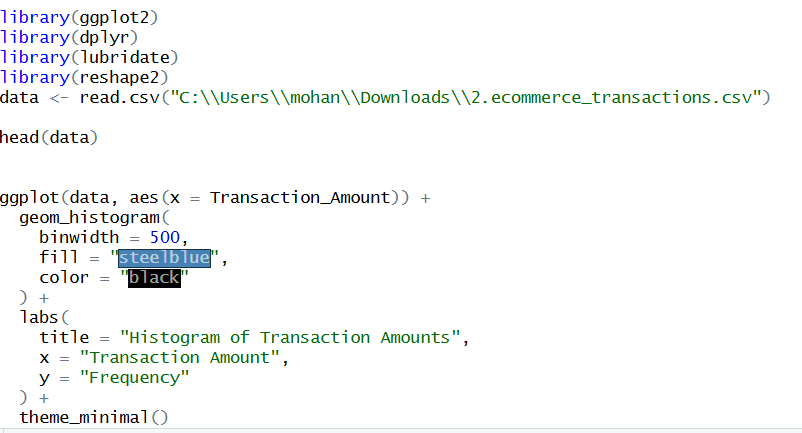 library(ggplot2)
library(dplyr)
library(lubridate)
library(reshape2)
data <- read.csv("C:\\Users\\mohan\\Downloads\\2.ecommerce_transactions.csv")
head(data)
ggplot(data, aes(x = Transaction_Amount)) +
  geom_histogram(
    binwidth = 500,
    fill = "steelblue",
    color = "black"
  ) +
  labs(
    title = "Histogram of Transaction Amounts",
    x = "Transaction Amount",
    y = "Frequency"
  ) +
  theme_minimal()